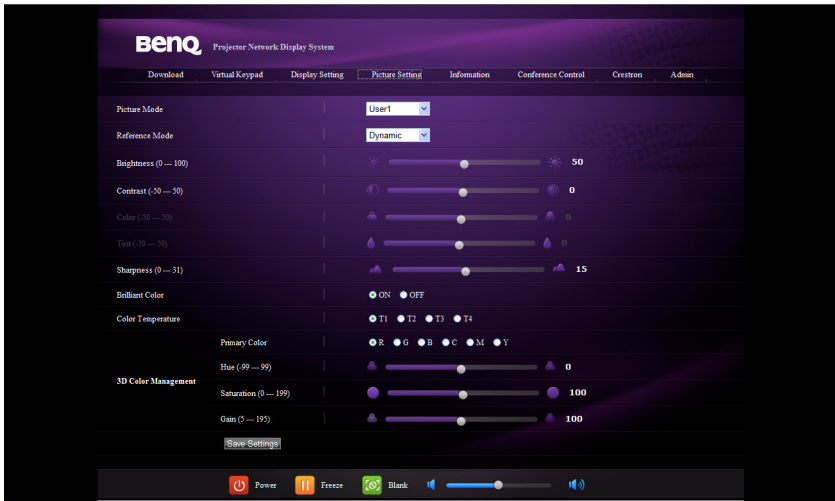 BenQ Projector Network Display System
Download Virtual Keypad Display Setting Picture Setting Information Conference Control Crestron Admin
Picture Mode User1
Reference Mode Dynamic
Brightness (0 --- 100) 50
Contrast (-50 --- 50) 0
Color (-50 --- 50) 0
Tint (-50 --- 50) 0
Sharpness (0 --- 31) 15
Brilliant Color ON OFF
Color Temperature T1 T2 T3 T4
Primary Color R G B C M Y
Hue (-99 --- 99) 0
3D Color Management
Saturation (0 --- 199) 100
Gain (5 --- 195) 100
Save Settings
Power Freeze Blank